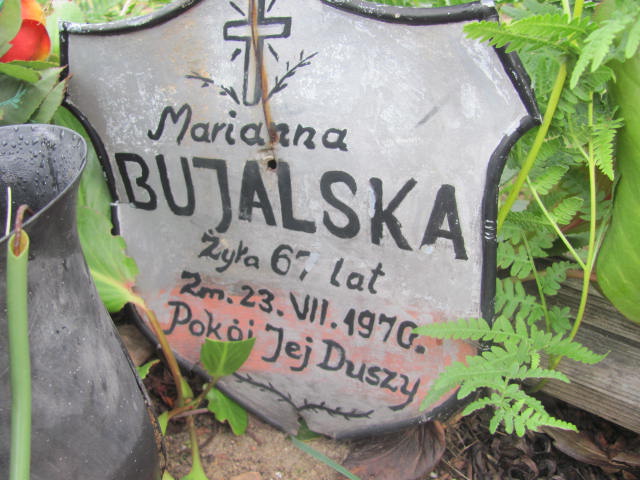 Marianna
BUJALSKA
Żyła 67 lat
Zm. 23. VII. 1970.
Pokój Jej Duszy